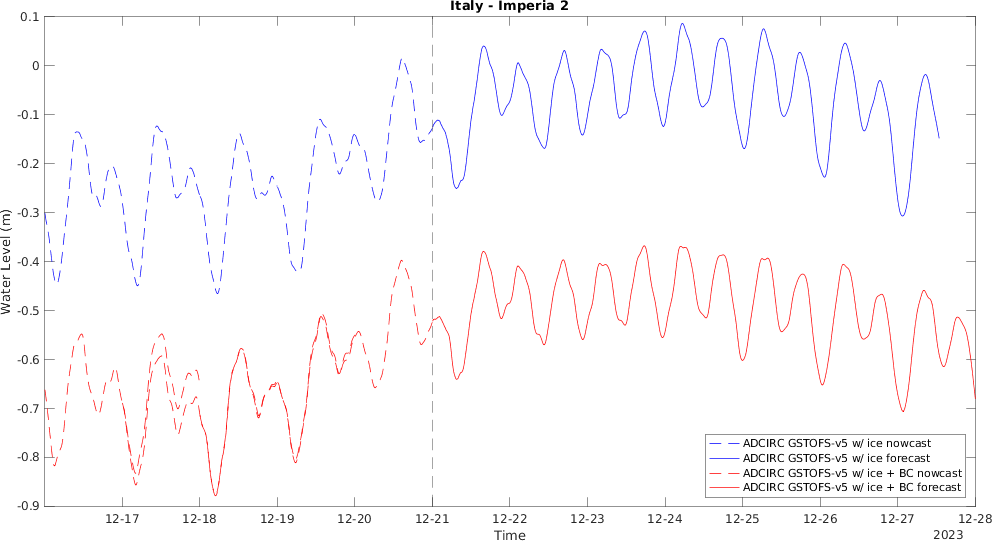 Italy - Imperia 2
0.1
0
-0.1
-0.2
-0.3
-0.4
-0.5
-0.6
-0.7
-0.8
-0.9
Water Level (m)
12-17 12-18 12-19 12-20 12-21 12-22 12-23 12-24 12-25 12-26 12-27 12-28
Time
2023
ADCIRC GSTOFS-v5 w/ ice nowcast
ADCIRC GSTOFS-v5 w/ ice forecast
ADCIRC GSTOFS-v5 w/ ice + BC nowcast
ADCIRC GSTOFS-v5 w/ ice + BC forecast